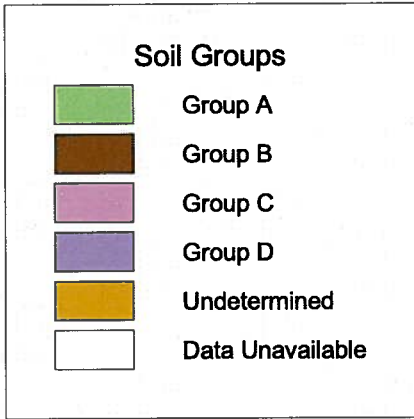 Soil Groups
Group A
Group B
Group C
Group D
Undetermined
Data Unavailable